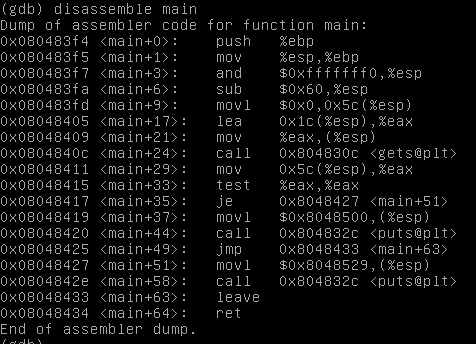 (gdb) disassemble main
Dump of assembler code for function main:
0x080483f4 <main+0>: push %ebp
0x080483f5 <main+1>: mov %esp,%ebp
0x080483f7 <main+3>: and $0xfffffff0,%esp
0x080483fa <main+6>: sub $0x60,%esp
0x080483fd <main+9>: movl $0x0,0x5c(%esp)
0x08048405 <main+17>: lea 0x1c(%esp),%eax
0x08048409 <main+21>: mov %eax,(%esp)
0x0804840c <main+24>: call 0x804830c <gets@plt>
0x08048411 <main+29>: mov 0x5c(%esp),%eax
0x08048415 <main+33>: test %eax,%eax
0x08048417 <main+35>: je 0x8048427 <main+51>
0x08048419 <main+37>: movl $0x8048500,(%esp)
0x08048420 <main+44>: call 0x804832c <puts@plt>
0x08048425 <main+49>: jmp 0x8048433 <main+63>
0x08048427 <main+51>: movl $0x8048529,(%esp)
0x0804842e <main+58>: call 0x804832c <puts@plt>
0x08048433 <main+63>: leave
0x08048434 <main+64>: ret
End of assembler dump.
(gdb)